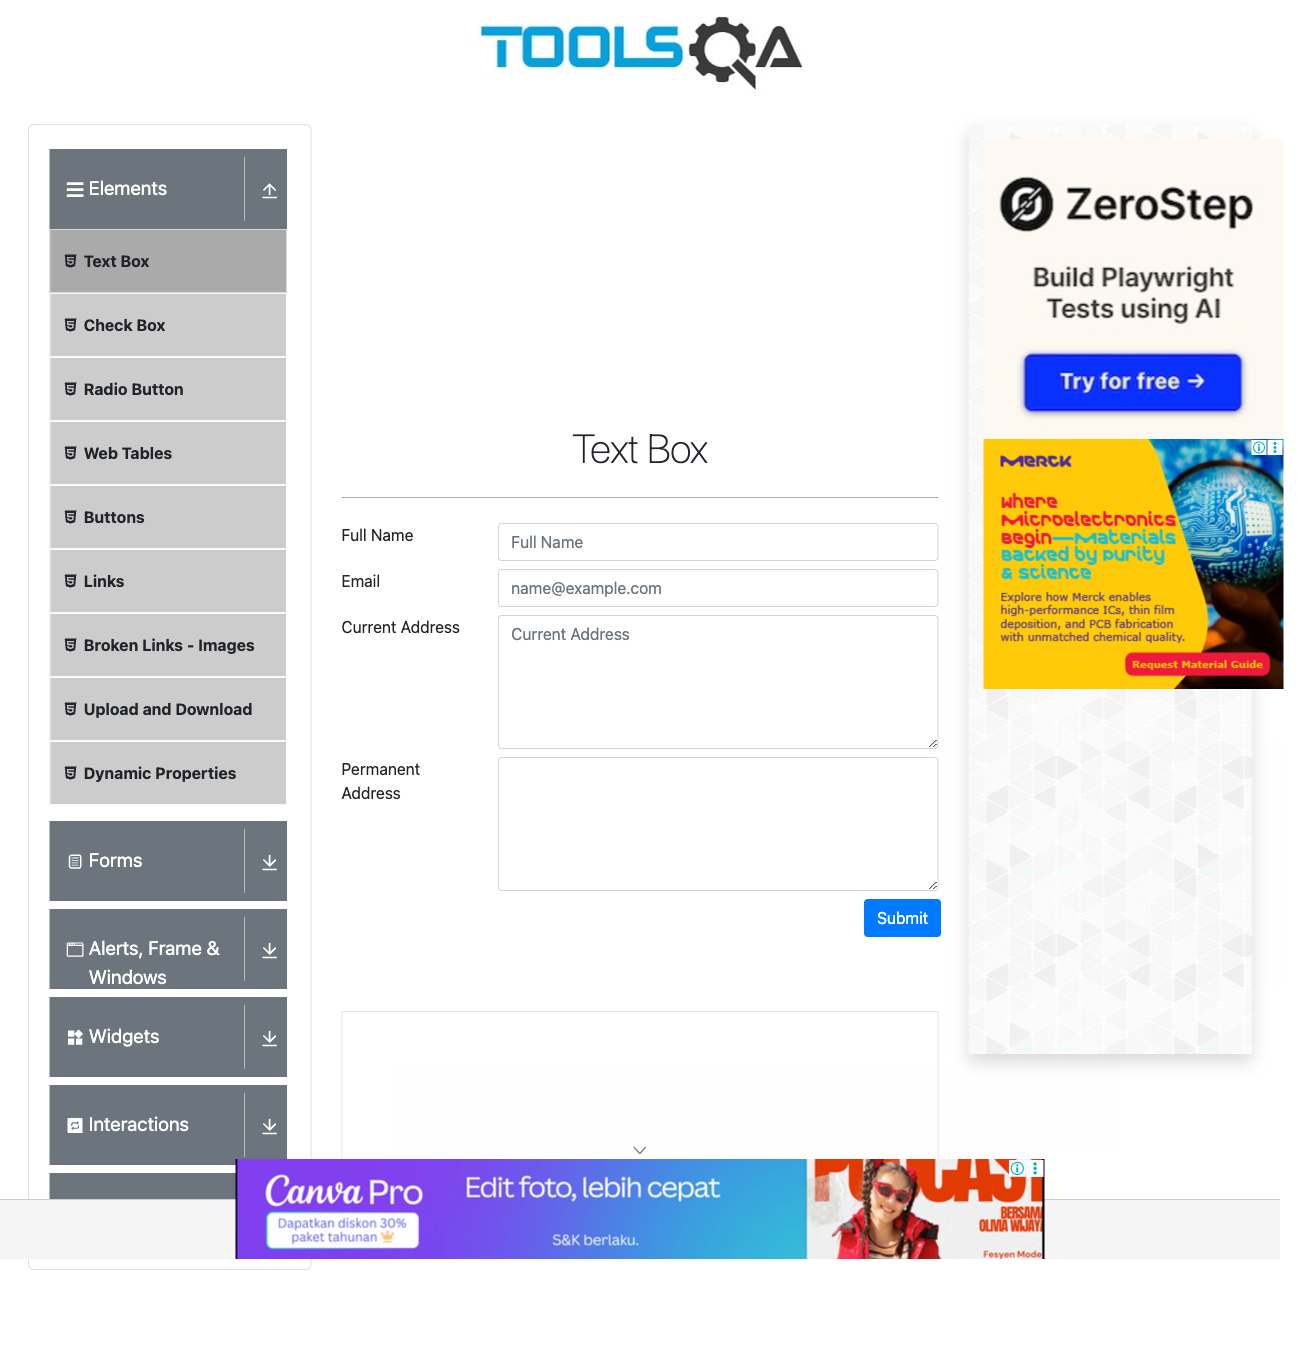 TOOLSQA
Elements
Text Box
Check Box
Radio Button
Web Tables
Buttons
Links
Broken Links - Images
Upload and Download
Dynamic Properties
Forms
Alerts, Frame &
Windows
Widgets
Interactions
Text Box
Full Name
Full Name
Email
name@example.com
Current Address
Current Address
Permanent
Address
Submit
ZeroStep
Build Playwright
Tests using AI
Try for free →
MERCK
Where
Microelectronics
Begin—Materials
Backed by Purity
& Science
Explore how Merck enables
high-performance ICs, thin film
deposition, and PCB fabrication
with unmatched chemical quality.
Request Material Guide
Canva Pro
Dapatkan diskon 30%
paket tahunan
Edit foto, lebih cepat
S&K berlaku.
PODCAST
BERSAMA
OLIVIA WIJAYA
Fesyen Mode